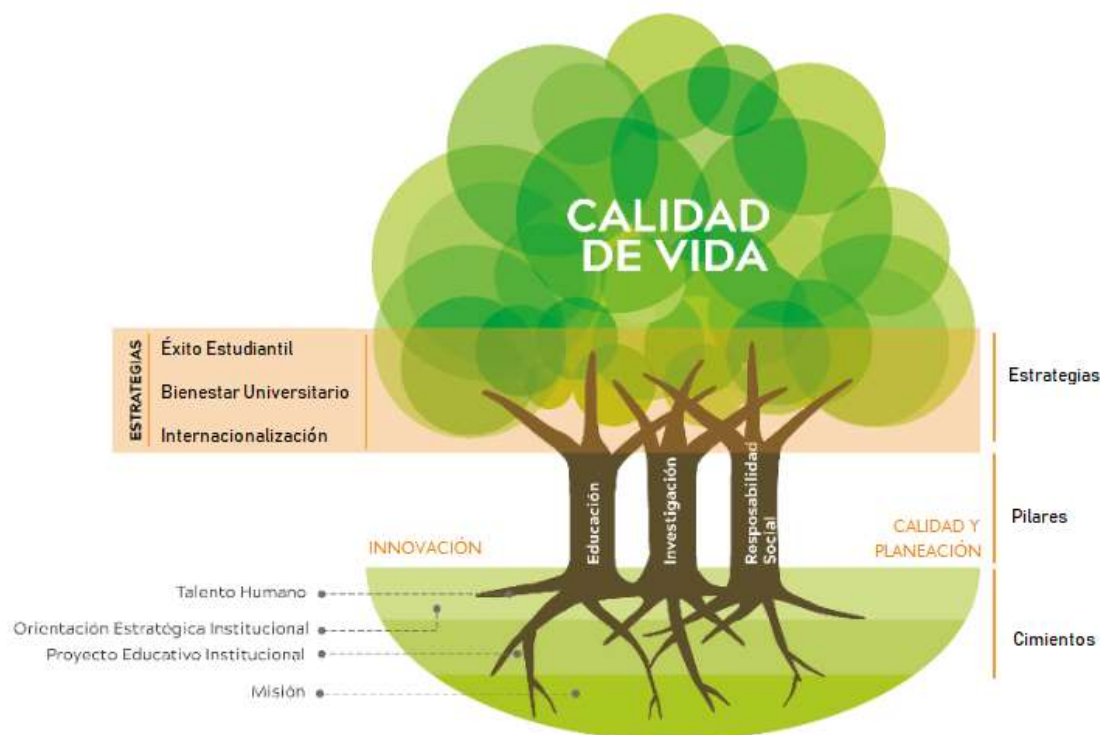 CALIDAD
DE VIDA
ESTRATEGIAS
Éxito Estudiantil
Bienestar Universitario
Internacionalización
Estrategias
Educación
Investigación
Resposabilidad
Social
Pilares
INNOVACIÓN
CALIDAD Y
PLANEACIÓN
Talento Humano
Orientación Estratégica Institucional
Proyecto Educativo Institucional
Misión
Cimientos